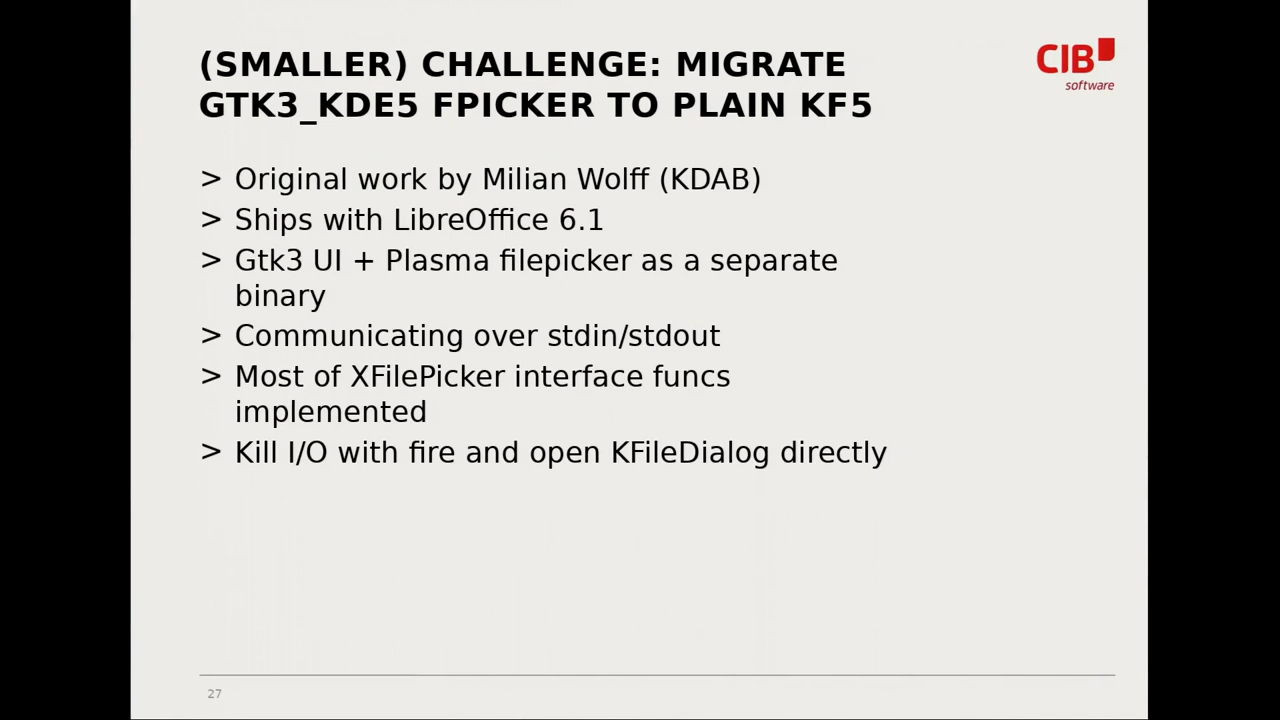 (SMALLER) CHALLENGE: MIGRATE
GTK3_KDE5 FPICKER TO PLAIN KF5
CIB
software
> Original work by Milian Wolff (KDAB)
> Ships with LibreOffice 6.1
> Gtk3 UI + Plasma filepicker as a separate
binary
> Communicating over stdin/stdout
> Most of XFilePicker interface funcs
implemented
> Kill I/O with fire and open KFileDialog directly
27